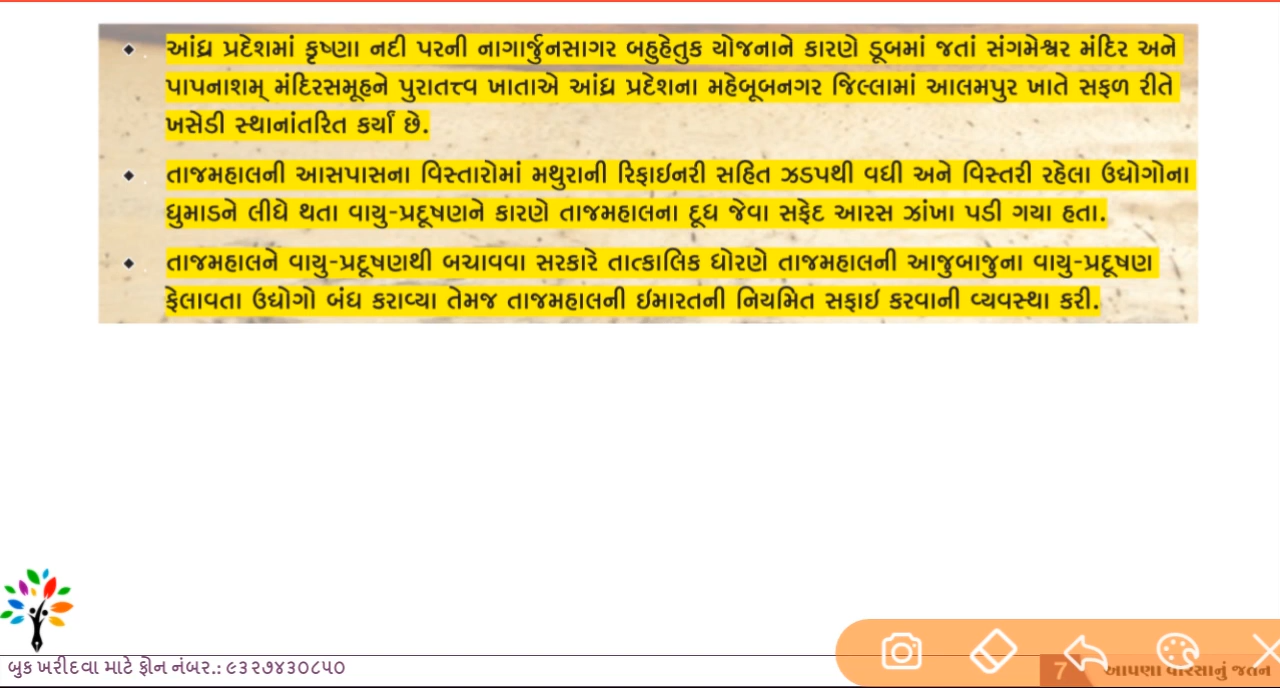 આંધ્ર પ્રદેશમાં કૃષ્ણા નદી પરની નાગાર્જુનસાગર બહુહેતુક યોજનાને કારણે ડૂબમાં જતાં સંગમેશ્વર મંદિર અને
પાપનાશમ્ મંદિરસમૂહને પુરાતત્ત્વ ખાતાએ આંધ્ર પ્રદેશના મહેબૂબનગર જિલ્લામાં આલમપુર ખાતે સફળ રીતે
ખસેડી સ્થાનાંતરિત કર્યાં છે.
તાજમહાલની આસપાસના વિસ્તારોમાં મથુરાની રિફાઇનરી સહિત ઝડપથી વધી અને વિસ્તરી રહેલા ઉદ્યોગોના
ધુમાડને લીધે થતા વાયુ-પ્રદૂષણને કારણે તાજમહાલના દૂધ જેવા સફેદ આરસ ઝાંખા પડી ગયા હતા.
તાજમહાલને વાયુ-પ્રદૂષણથી બચાવવા સરકારે તાત્કાલિક ધોરણે તાજમહાલની આજુબાજુના વાયુ-પ્રદૂષણ
ફેલાવતા ઉદ્યોગો બંધ કરાવ્યા તેમજ તાજમહાલની ઇમારતની નિયમિત સફાઇ કરવાની વ્યવસ્થા કરી.
બુક ખરીદવા માટે ફોન નંબર.: ૯૩૨૭૪૩૦૮૫૦
7 આપણા વારસાનું જતન